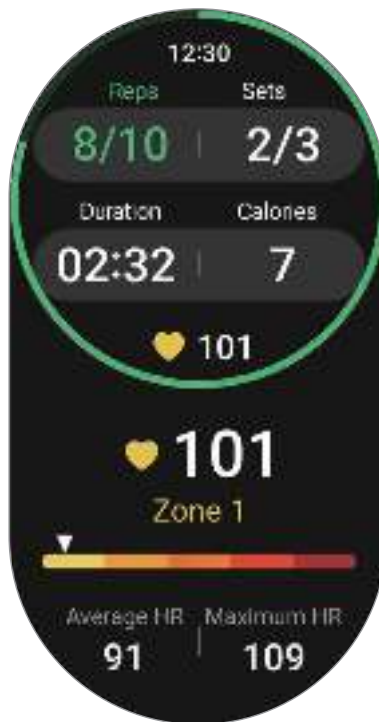 12:30
Reps Sets
8/10 2/3
Duration Calories
02:32 7
101
101
Zone 1
Average HR Maximum HR
91 109